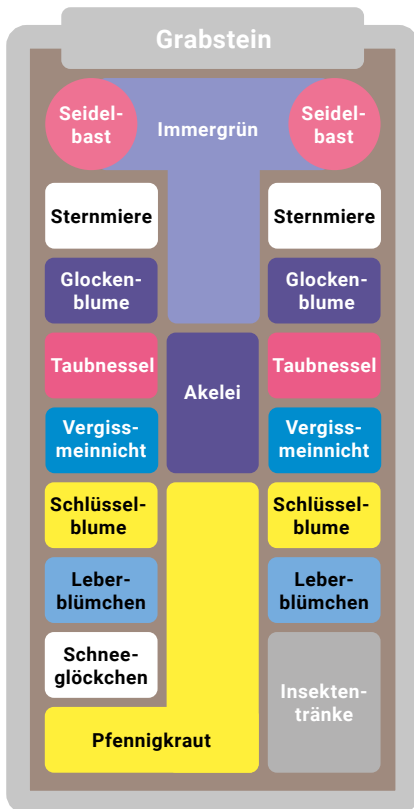 Grabstein
Seidel-
bast
Immergrün
Seidel-
bast
Sternmiere
Sternmiere
Glocken-
blume
Glocken-
blume
Taubnessel
Akelei
Taubnessel
Vergiss-
meinnicht
Vergiss-
meinnicht
Schlüssel-
blume
Schlüssel-
blume
Leber-
blümchen
Leber-
blümchen
Schnee-
glöckchen
Insekten-
tränke
Pfennigkraut